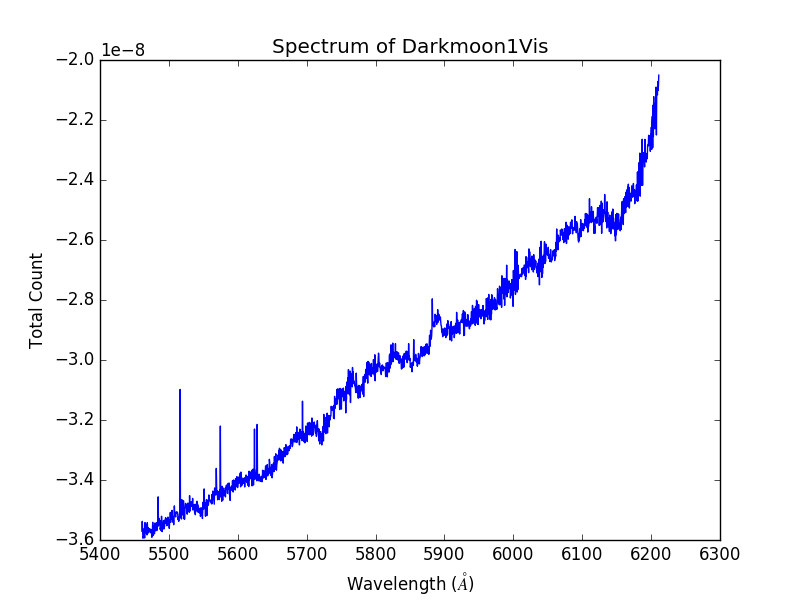 Spectrum of Darkmoon1Vis
1e−8
−2.0
−2.2
−2.4
−2.6
−2.8
−3.0
−3.2
−3.4
−3.6
Total Count
5400 5500 5600 5700 5800 5900 6000 6100 6200 6300
Wavelength (Å)